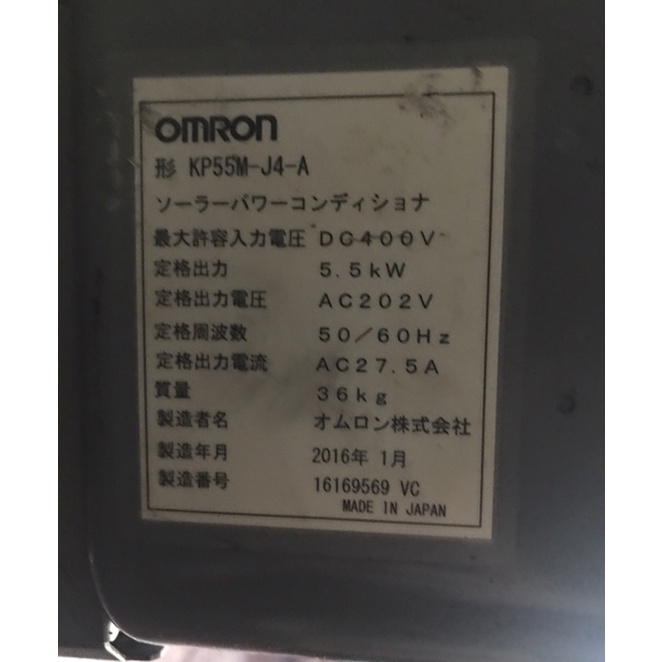 OMRON
形 KP55M-J4-A
ソーラーパワーコンディショナ
最大許容入力電圧 DC400V
定格出力 5.5kW
定格出力電圧 AC202V
定格周波数 50/60Hz
定格出力電流 AC27.5A
質量 36kg
製造者名 オムロン株式会社
製造年月 2016年 1月
製造番号 16169569 VC
MADE IN JAPAN